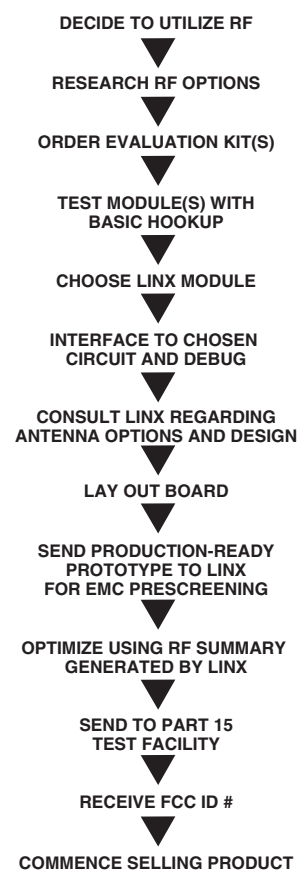 DECIDE TO UTILIZE RF
RESEARCH RF OPTIONS
ORDER EVALUATION KIT(S)
TEST MODULE(S) WITH
BASIC HOOKUP
CHOOSE LINX MODULE
INTERFACE TO CHOSEN
CIRCUIT AND DEBUG
CONSULT LINX REGARDING
ANTENNA OPTIONS AND DESIGN
LAY OUT BOARD
SEND PRODUCTION-READY
PROTOTYPE TO LINX
FOR EMC PRESCREENING
OPTIMIZE USING RF SUMMARY
GENERATED BY LINX
SEND TO PART 15
TEST FACILITY
RECEIVE FCC ID #
COMMENCE SELLING PRODUCT